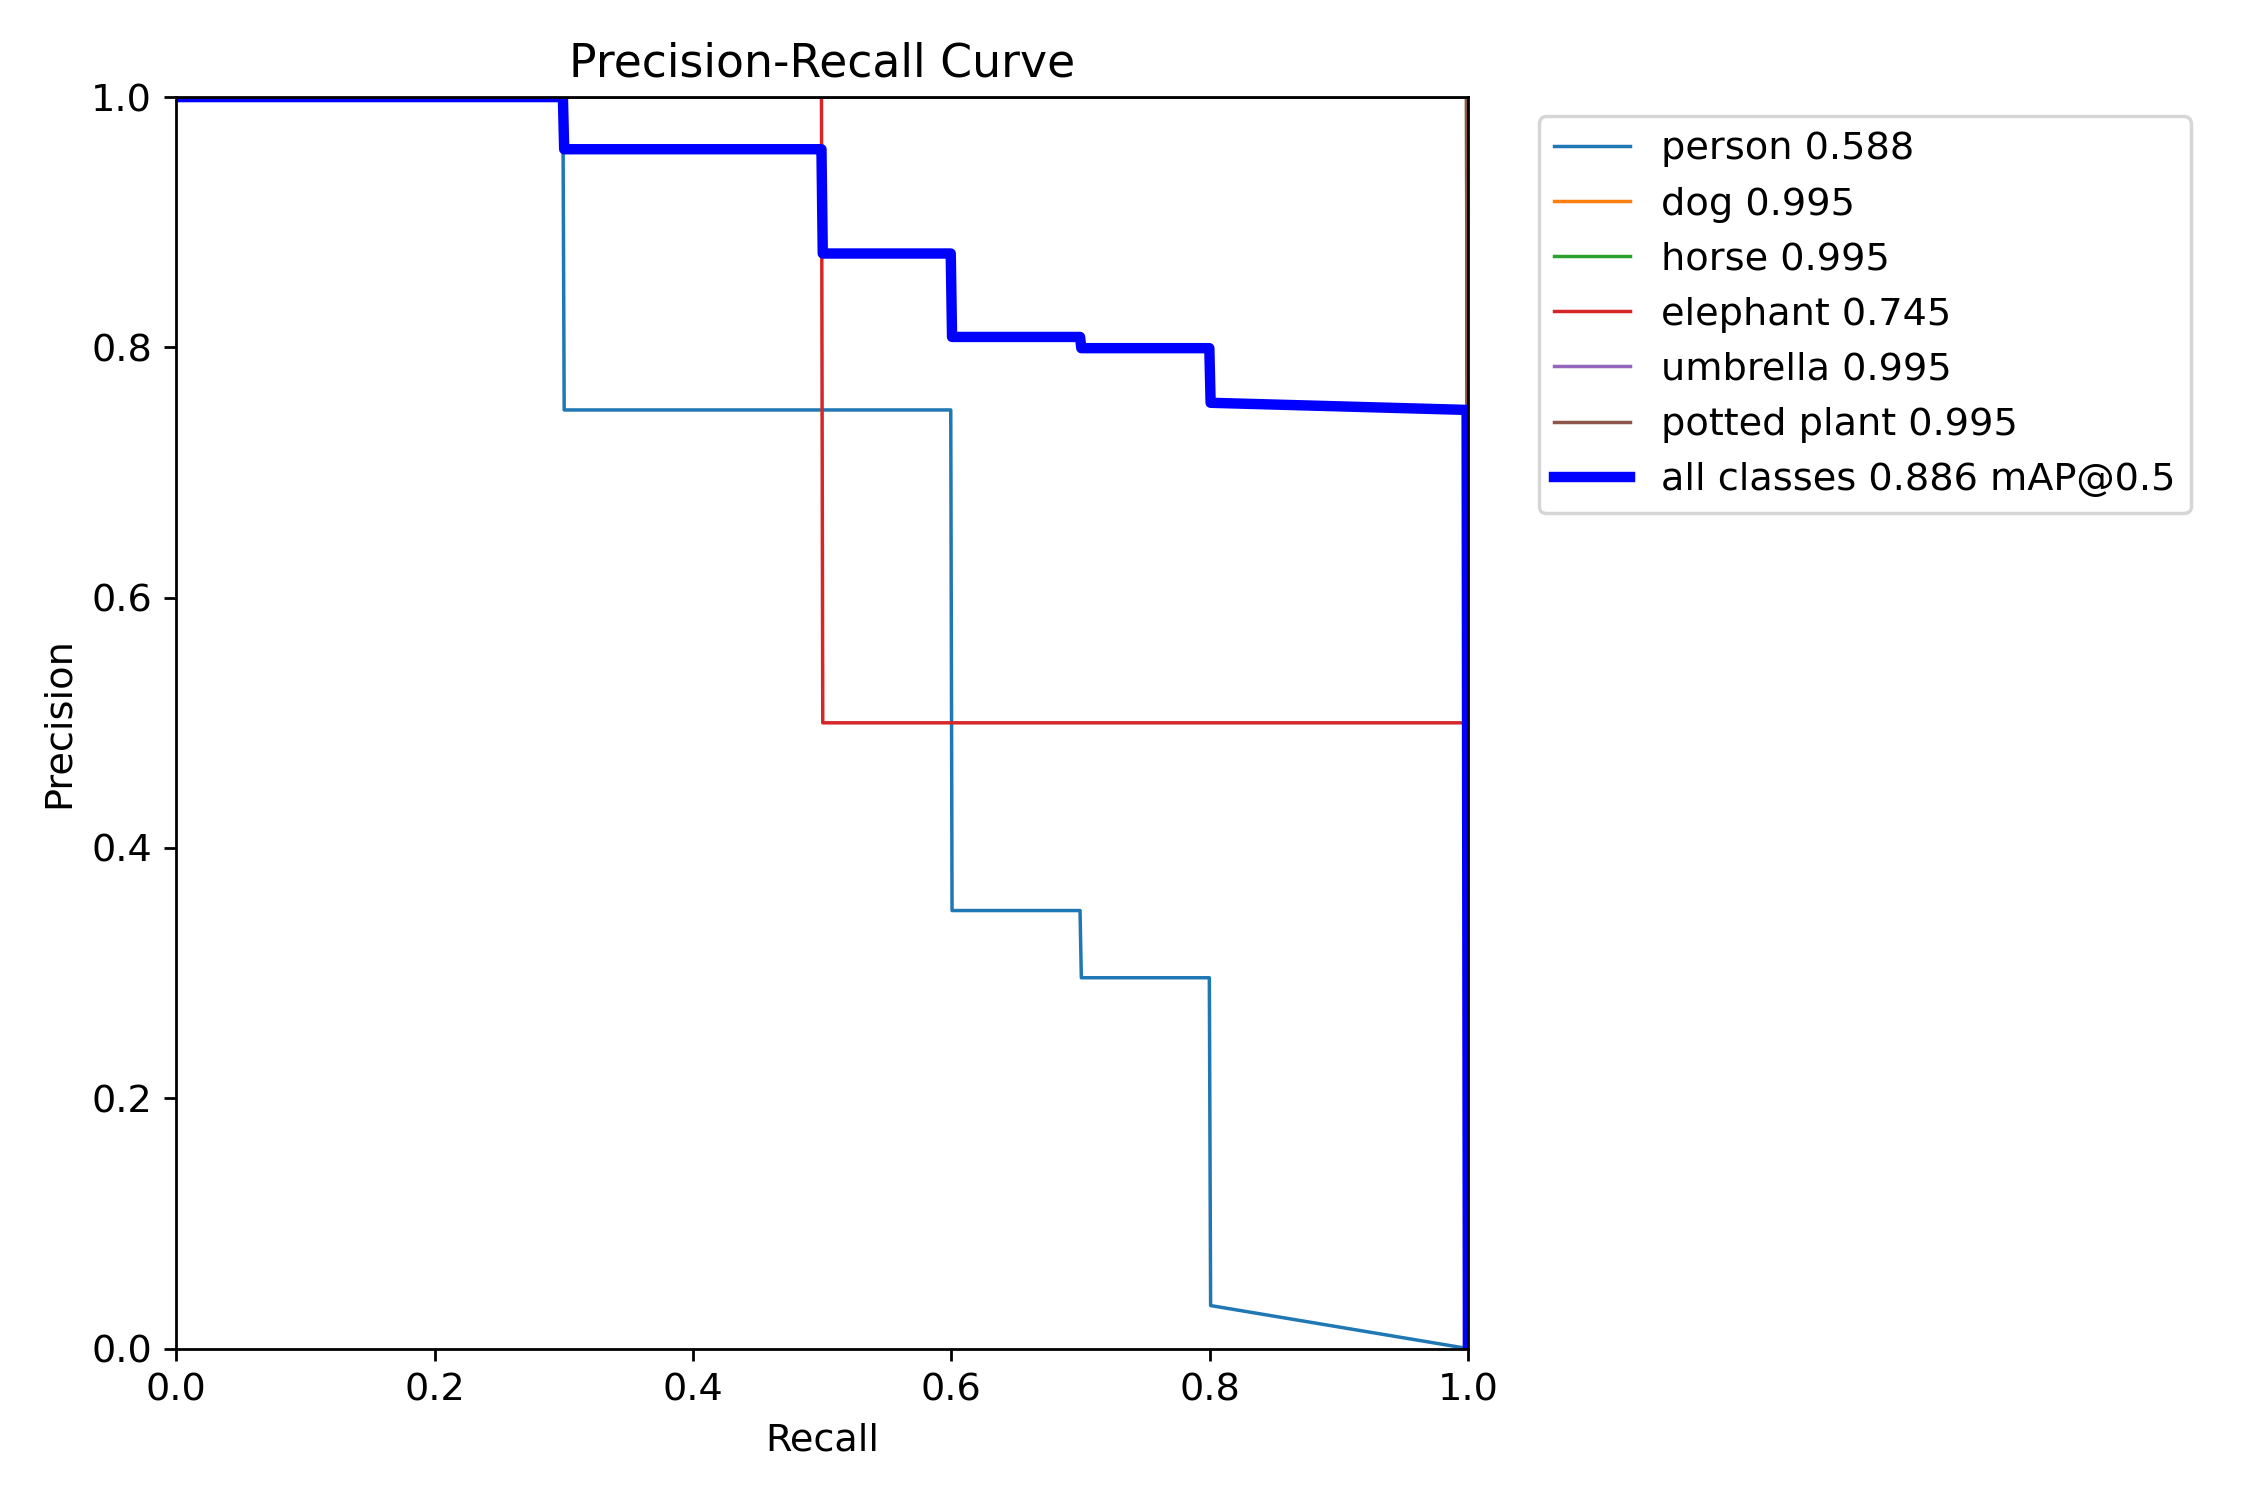 Precision-Recall Curve
1.0
0.8
0.6
0.4
0.2
0.0
Precision
0.0 0.2 0.4 0.6 0.8 1.0
Recall
person 0.588
dog 0.995
horse 0.995
elephant 0.745
umbrella 0.995
potted plant 0.995
all classes 0.886 mAP@0.5